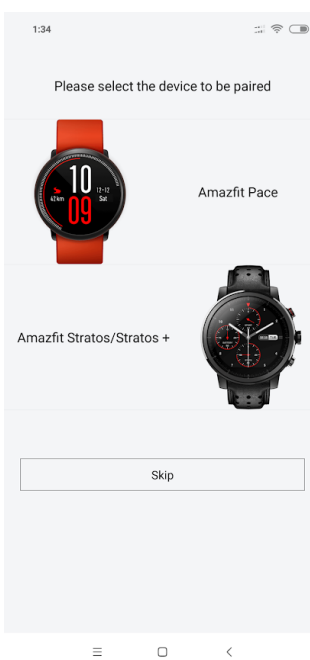 1:34
Please select the device to be paired
10
12-12
42km
Sat
09
Amazfit Pace
Amazfit Stratos/Stratos +
Skip